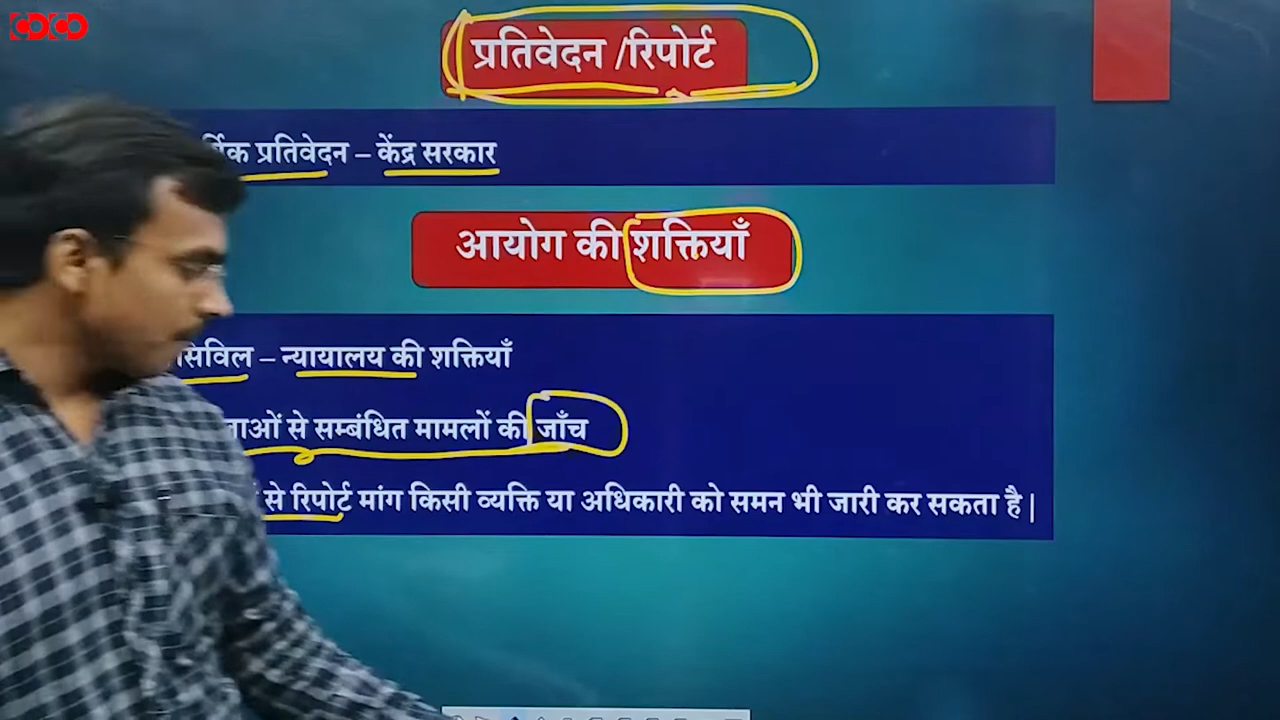 प्रतिवेदन /रिपोर्ट
प्रतिवेदन – केंद्र सरकार
आयोग की शक्तियाँ
सिविल – न्यायालय की शक्तियाँ
से सम्बंधित मामलों की जाँच
से रिपोर्ट मांग किसी व्यक्ति या अधिकारी को समन भी जारी कर सकता है |